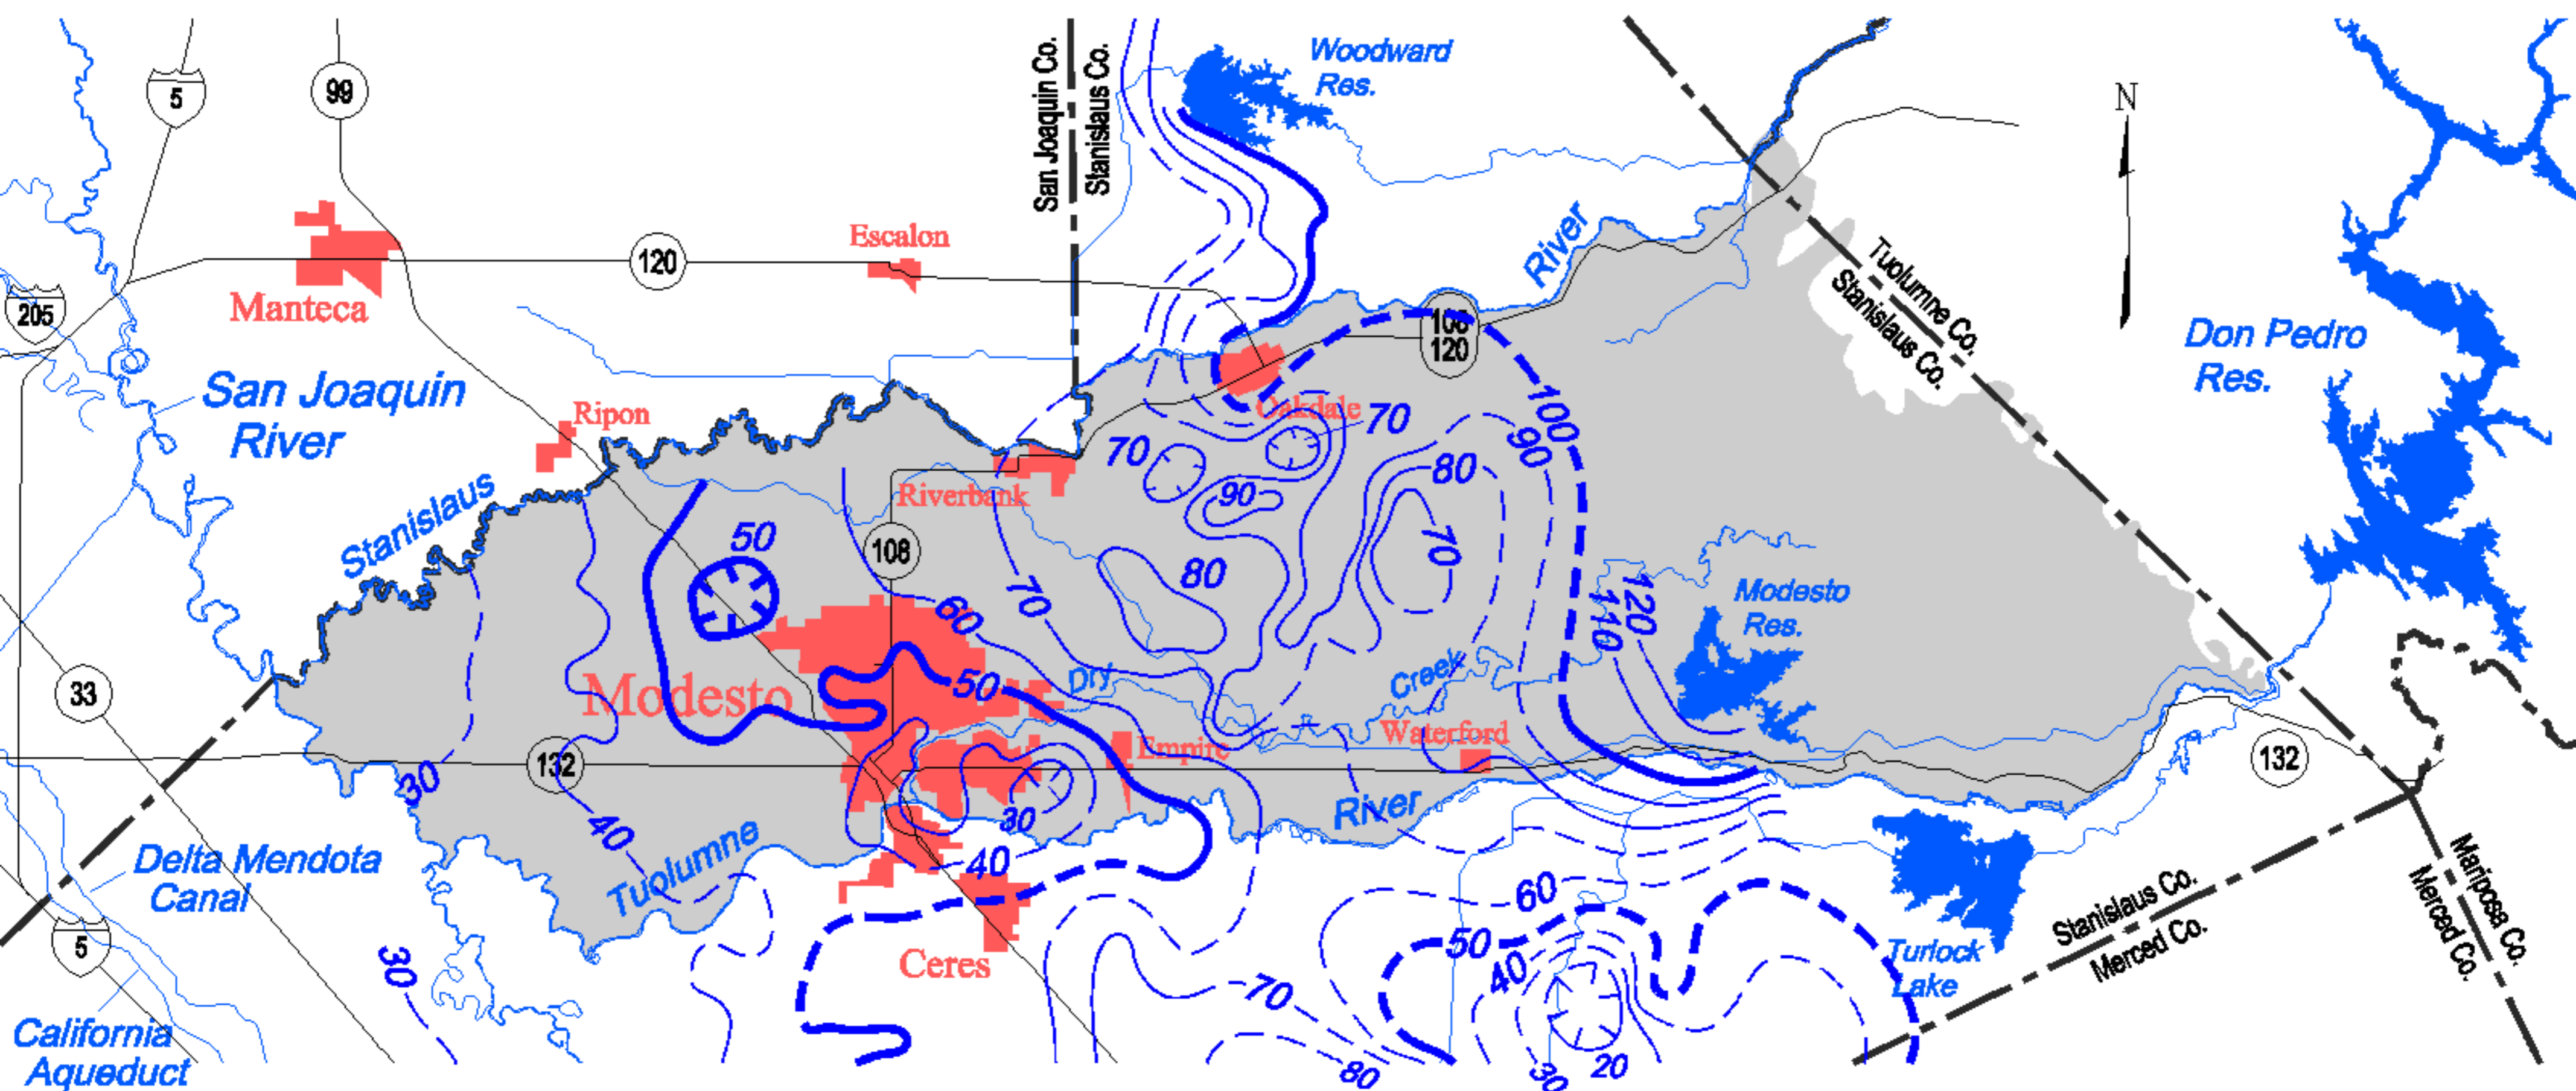 Woodward
Res.
5
99
San Joaquin Co.
Stanislaus Co.
N
Escalon
120
Manteca
205
River
Tuolumne Co.
Stanislaus Co.
Don Pedro
Res.
108
120
San Joaquin
River
Ripon
Oakdale
70
100
90
70
80
Riverbank
90
Stanislaus
50
108
70
80
70
60
120
110
Modesto
Res.
33
Modesto
50
Dry
Creek
Waterford
Empire
132
132
30
30
40
River
Tuolumne
40
Delta Mendota
Canal
60
Stanislaus Co.
Merced Co.
Mariposa Co.
Merced Co.
5
30
Ceres
50
40
Turlock
Lake
70
California
Aqueduct
80
30
20